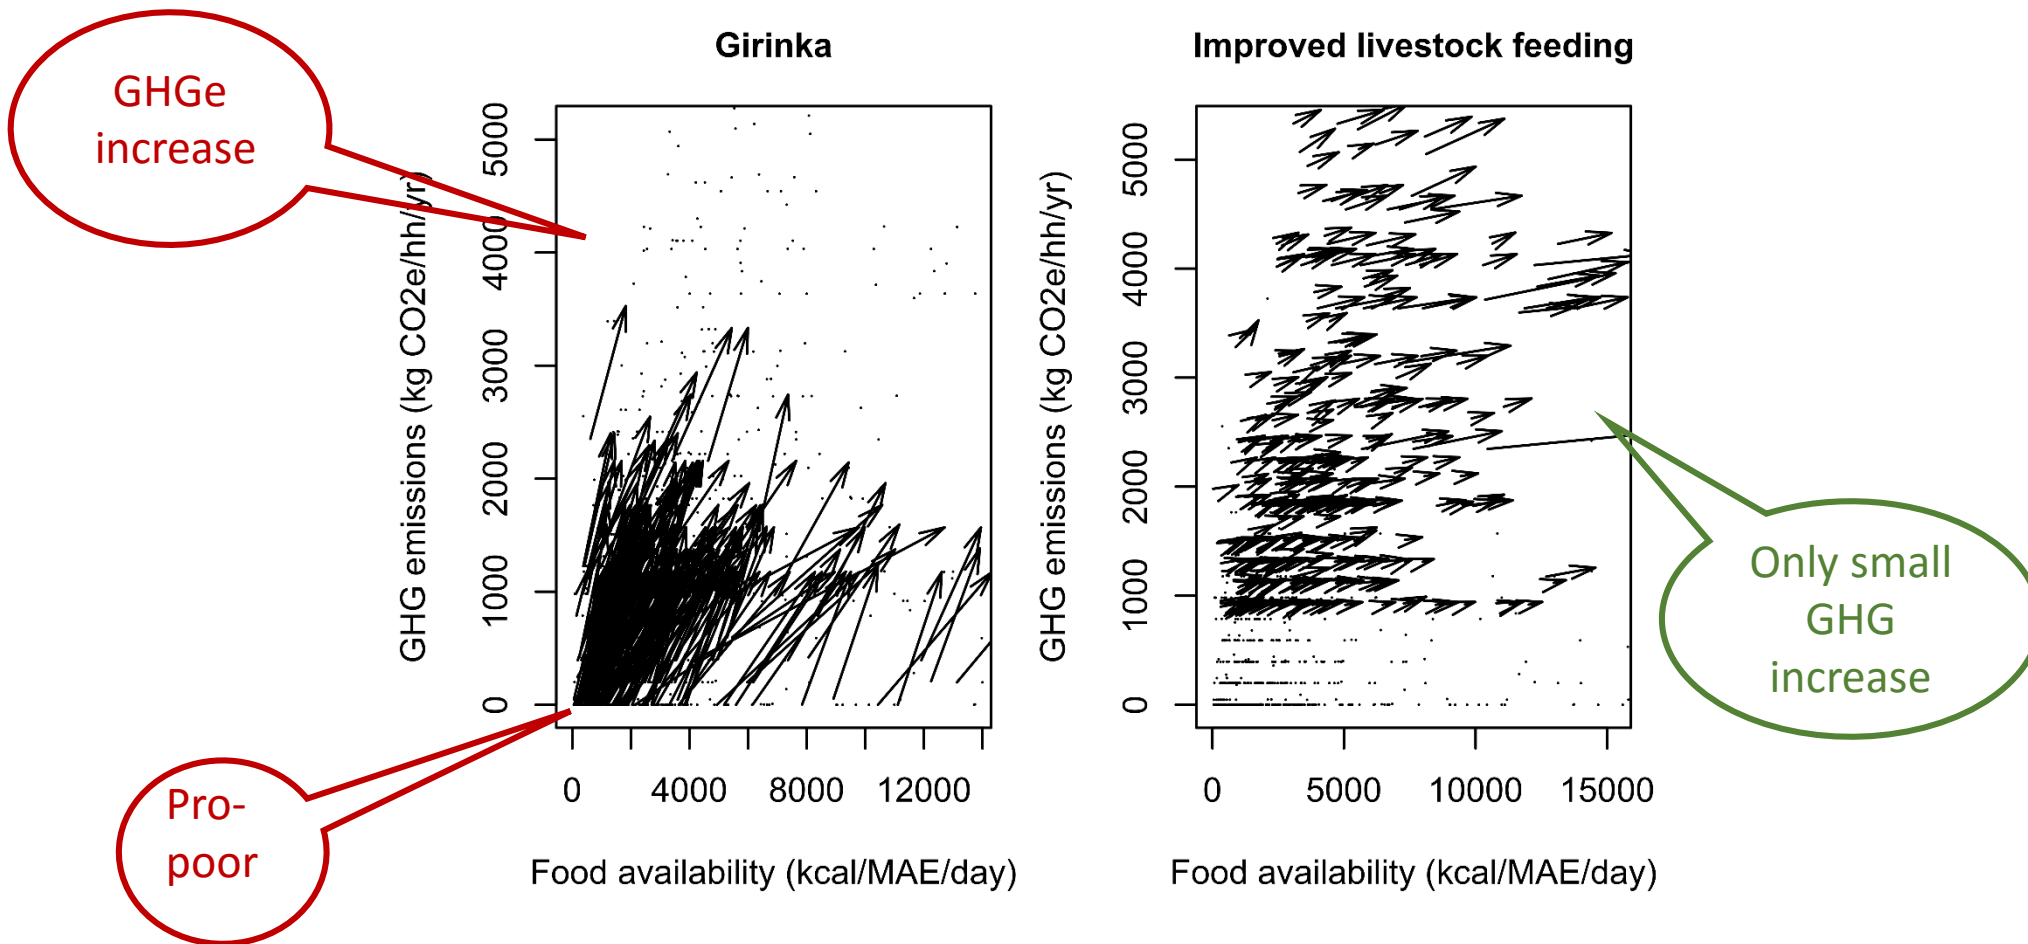 GHGe
increase
Pro-
poor
Girinka
GHG emissions (kg CO2e/hh/yr)
5000
4000
3000
2000
1000
0
0 4000 8000 12000
Food availability (kcal/MAE/day)
Improved livestock feeding
GHG emissions (kg CO2e/hh/yr)
5000
4000
3000
2000
1000
0
0 5000 10000 15000
Food availability (kcal/MAE/day)
Only small
GHG
increase